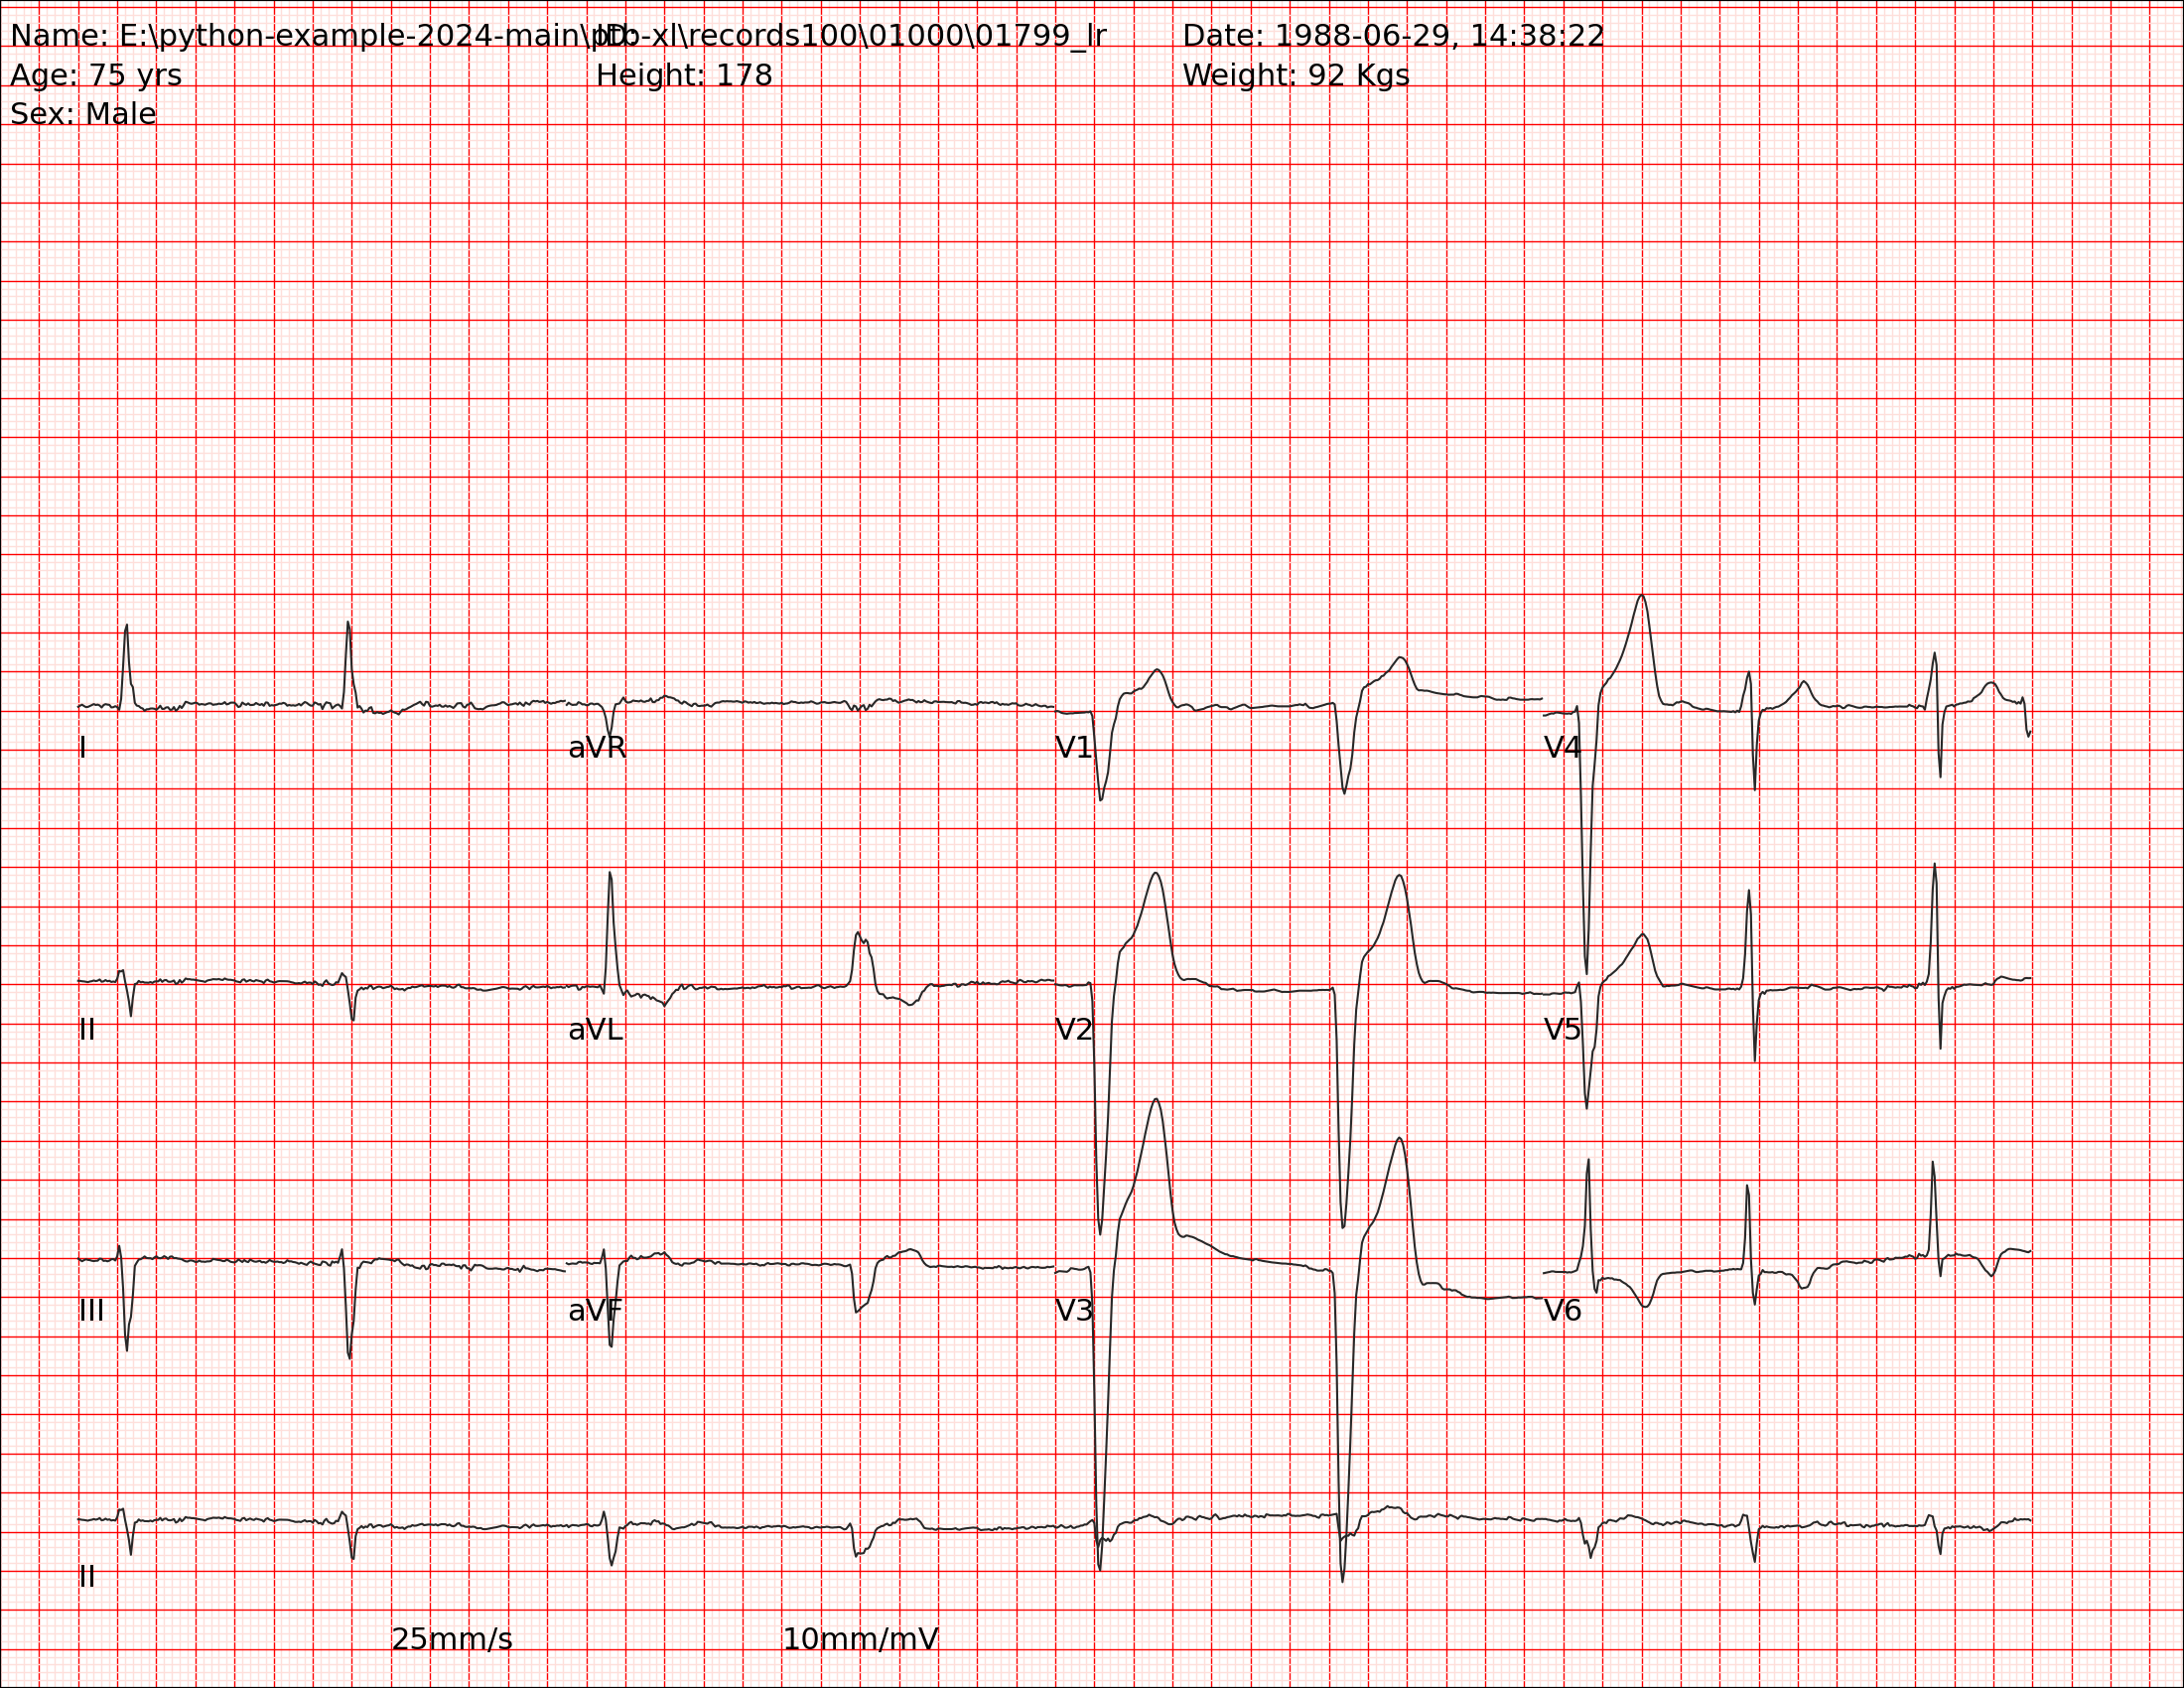 Name: E:\python-example-2024-main\ptb-xl\records100\01000\01799_lr ID: Date: 1988-06-29, 14:38:22
Age: 75 yrs Height: 178 Weight: 92 Kgs
Sex: Male
I aVR V1 V4
II aVL V2 V5
III aVF V3 V6
II
25mm/s 10mm/mV